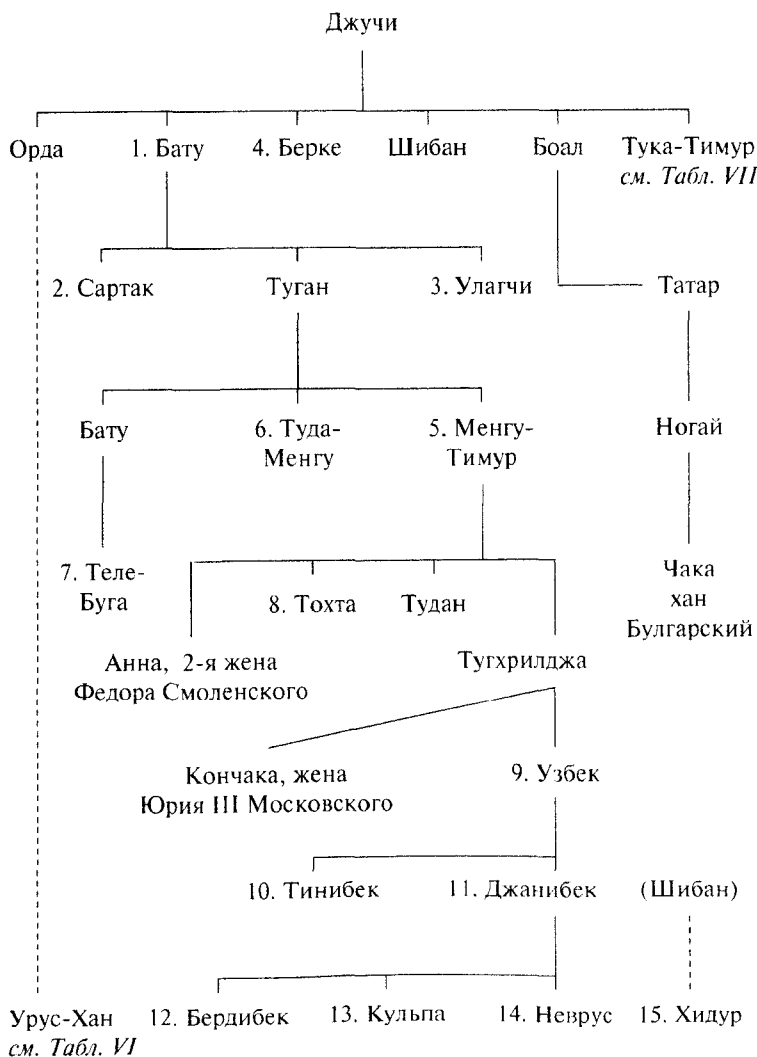 Джучи
Орда 1. Бату 4. Берке Шибан Боал Тука-Тимур
см. Табл. VII
2. Сартак Туган 3. Улагчи Татар
Бату 6. Туда- 5. Менгу- Ногай
Менгу Тимур
7. Теле- Чака
Буга 8. Тохта Тудан хан
Булгарский
Анна, 2-я жена Тугхрилджа
Федора Смоленского
Кончака, жена 9. Узбек
Юрия III Московского
10. Тинибек 11. Джанибек (Шибан)
Урус-Хан 12. Бердибек 13. Кульпа 14. Неврус 15. Хидур
см. Табл. VI